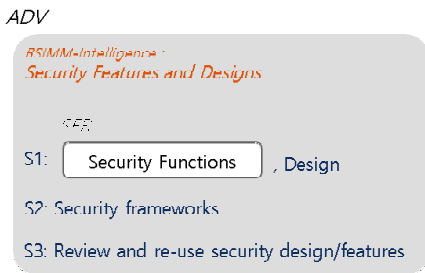 ADV
BSIMM-Intelligence :
Security Features and Designs
S1: Security Functions , Design
S2: Security frameworks
S3: Review and re-use security design/features